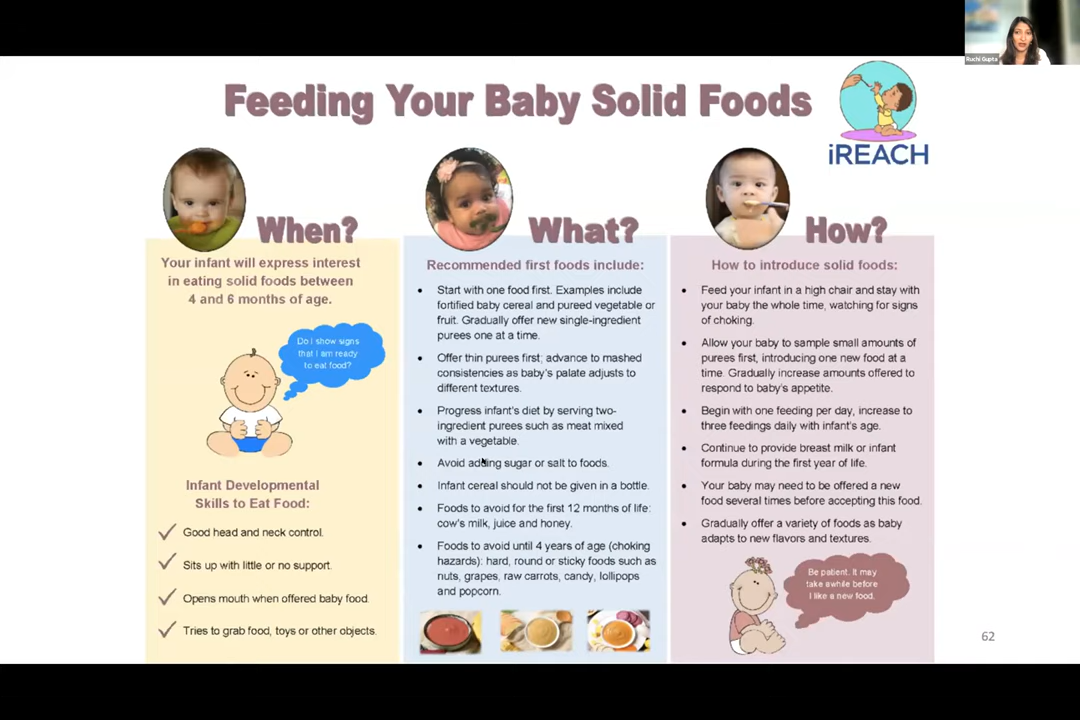 Ruchi Gupta
Feeding Your Baby Solid Foods
iREACH
When?
Your infant will express interest
in eating solid foods between
4 and 6 months of age.
Do I show signs
that I am ready
to eat food?
Infant Developmental
Skills to Eat Food:
Good head and neck control.
Sits up with little or no support.
Opens mouth when offered baby food.
Tries to grab food, toys or other objects.
What?
Recommended first foods include:
• Start with one food first. Examples include
fortified baby cereal and pureed vegetable or
fruit. Gradually offer new single-ingredient
purees one at a time.
• Offer thin purees first; advance to mashed
consistencies as baby's palate adjusts to
different textures.
• Progress infant's diet by serving two-
ingredient purees such as meat mixed
with a vegetable.
• Avoid adding sugar or salt to foods.
• Infant cereal should not be given in a bottle.
• Foods to avoid for the first 12 months of life:
cow's milk, juice and honey.
• Foods to avoid until 4 years of age (choking
hazards): hard, round or sticky foods such as
nuts, grapes, raw carrots, candy, lollipops
and popcorn.
How?
How to introduce solid foods:
• Feed your infant in a high chair and stay with
your baby the whole time, watching for signs
of choking.
• Allow your baby to sample small amounts of
purees first, introducing one new food at a
time. Gradually increase amounts offered to
respond to baby's appetite.
• Begin with one feeding per day, increase to
three feedings daily with infant's age.
• Continue to provide breast milk or infant
formula during the first year of life.
• Your baby may need to be offered a new
food several times before accepting this food.
• Gradually offer a variety of foods as baby
adapts to new flavors and textures.
Be patient. It may
take awhile before
I like a new food.
62